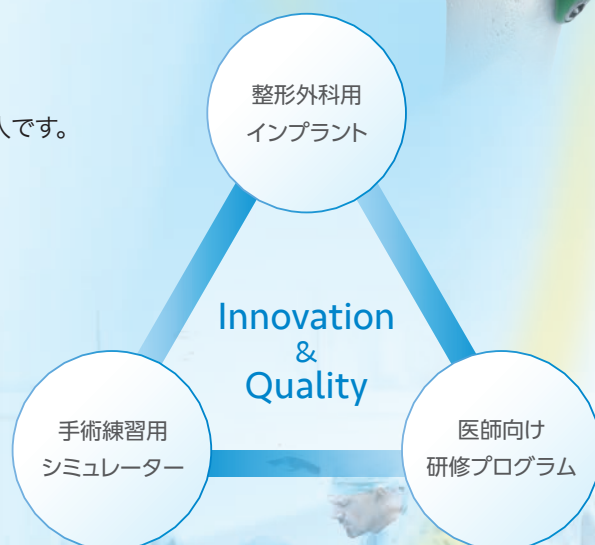 整形外科用
インプラント
人です。
Innovation
&
Quality
手術練習用
シミュレーター
医師向け
研修プログラム